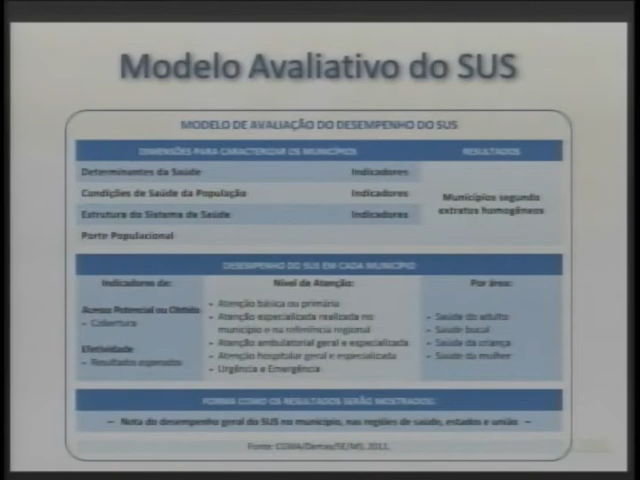 Modelo Avaliativo do SUS
MODELO DE AVALIAÇÃO DO DESEMPENHO DO SUS
DIMENSÕES PARA CARACTERIZAR OS MUNICÍPIOS RESULTADOS
Determinantes da Saúde Indicadores
Condições de Saúde da População Indicadores
Municípios segundo
extratos homogêneos
Estrutura do Sistema de Saúde Indicadores
Porte Populacional
DESEMPENHO DO SUS EM CADA MUNICÍPIO
Indicadores de: Nível de Atenção: Por área:
Acesso Potencial ou Obtido
- Cobertura
Efetividade
- Resultados esperados
- Atenção básica ou primária
- Atenção especializada realizada no
município e na referência regional
- Atenção ambulatorial geral e especializada
- Atenção hospitalar geral e especializada
- Urgência e Emergência
- Saúde do adulto
- Saúde bucal
- Saúde da criança
- Saúde da mulher
FORMA COMO OS RESULTADOS SERÃO MOSTRADOS:
– Nota do desempenho geral do SUS no município, nas regiões de saúde, estados e união –
Fonte: CGMA/Demas/SE/MS, 2011.